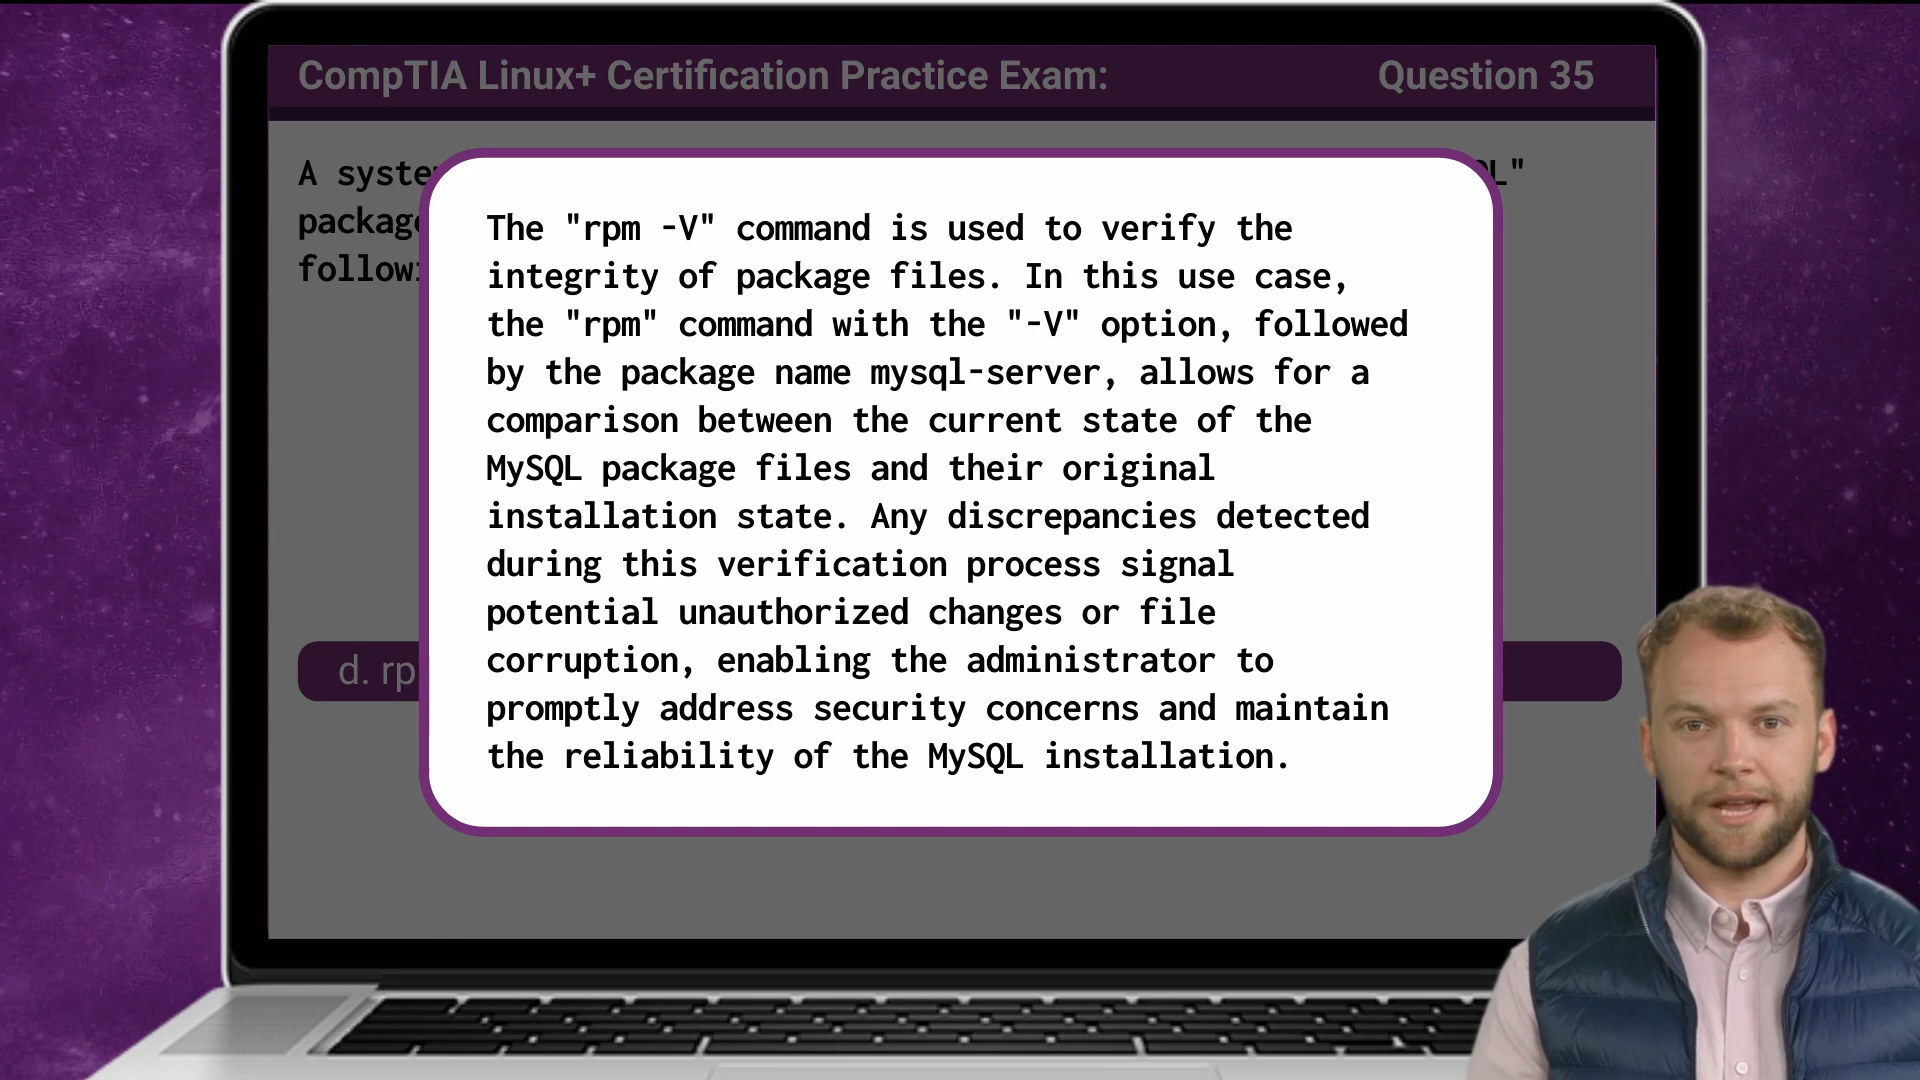 CompTIA Linux+ Certification Practice Exam: Question 35
A
The "rpm -V" command is used to verify the
integrity of package files. In this use case,
the "rpm" command with the "-V" option, followed
by the package name mysql-server, allows for a
comparison between the current state of the
MySQL package files and their original
installation state. Any discrepancies detected
during this verification process signal
potential unauthorized changes or file
corruption, enabling the administrator to
promptly address security concerns and maintain
the reliability of the MySQL installation.
d.